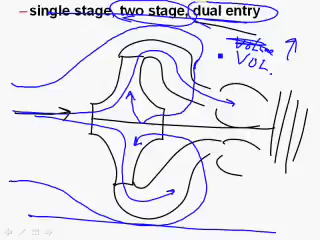 – single stage, two stage, dual entry
VOL.